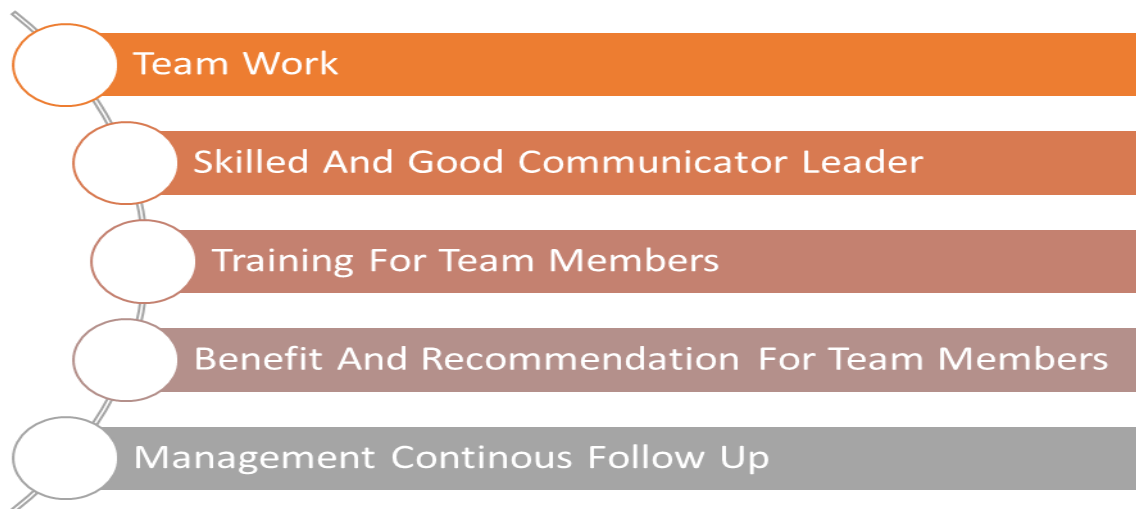 Team Work
Skilled And Good Communicator Leader
Training For Team Members
Benefit And Recommendation For Team Members
Management Continous Follow Up